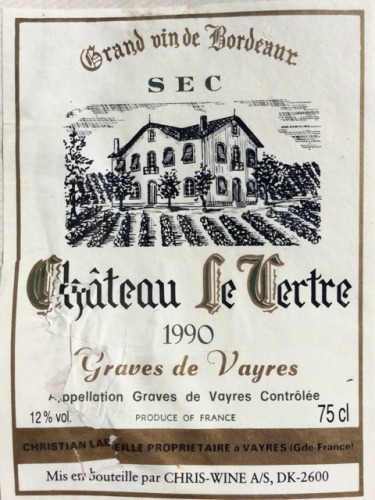 Grand vin de Bordeaux
SEC
Château Le Tertre
1990
Graves de Vayres
Appellation Graves de Vayres Contrôlée
12% vol. PRODUCE OF FRANCE 75 cl
CHRISTIAN PROPRIETAIRE à VAYRES (Gde-France)
Mis en bouteille par CHRIS-WINE A/S, DK-2600